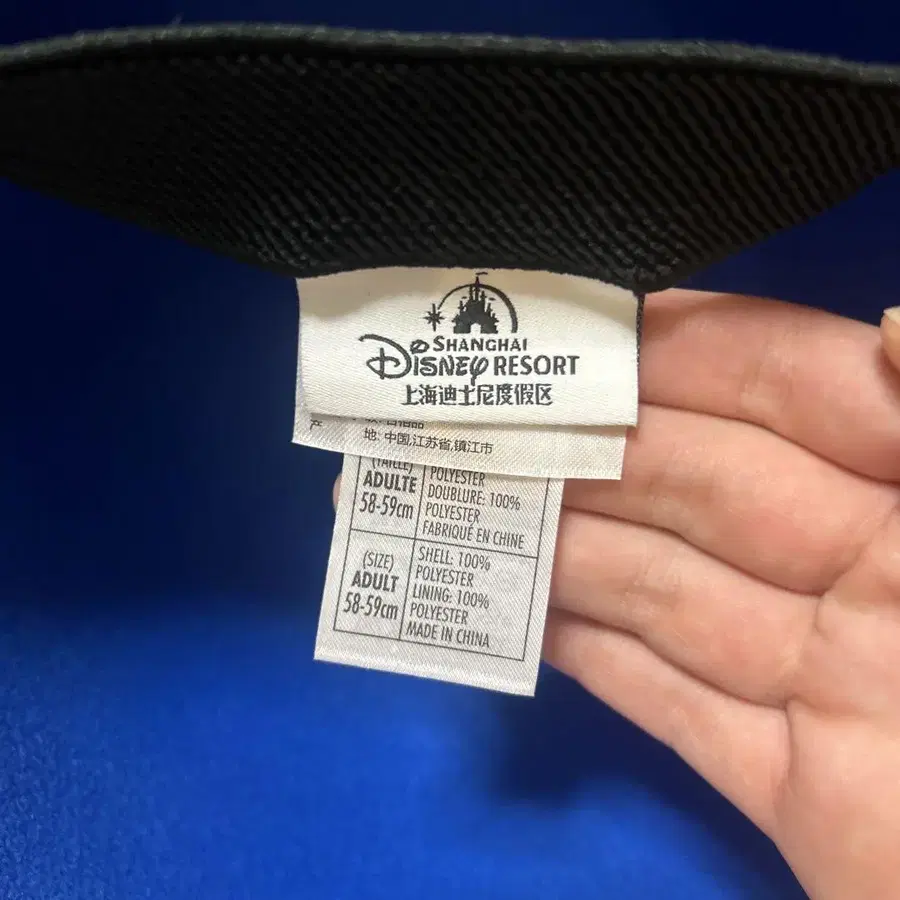 SHANGHAI
Disney RESORT
上海迪士尼度假区
产
地: 中国,江苏省,镇江市
(TAILLE)
ADULTE
58-59cm
POLYESTER
DOUBLURE: 100%
POLYESTER
FABRIQUÉ EN CHINE
(SIZE)
ADULT
58-59cm
SHELL: 100%
POLYESTER
LINING: 100%
POLYESTER
MADE IN CHINA